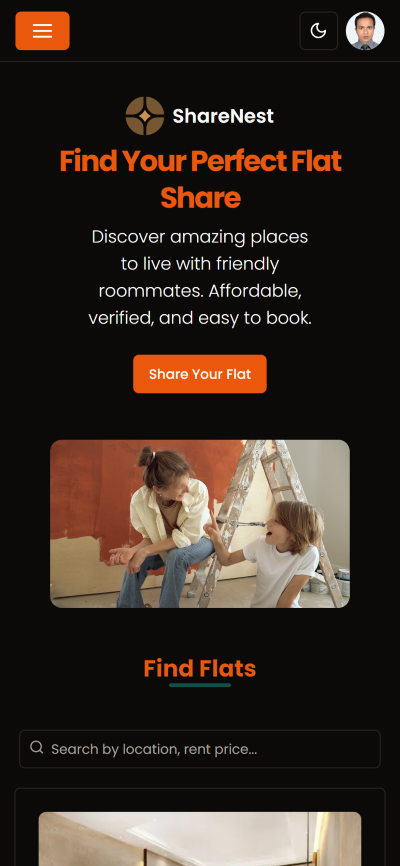 ShareNest
Find Your Perfect Flat
Share
Discover amazing places
to live with friendly
roommates. Affordable,
verified, and easy to book.
Share Your Flat
Find Flats
Search by location, rent price...